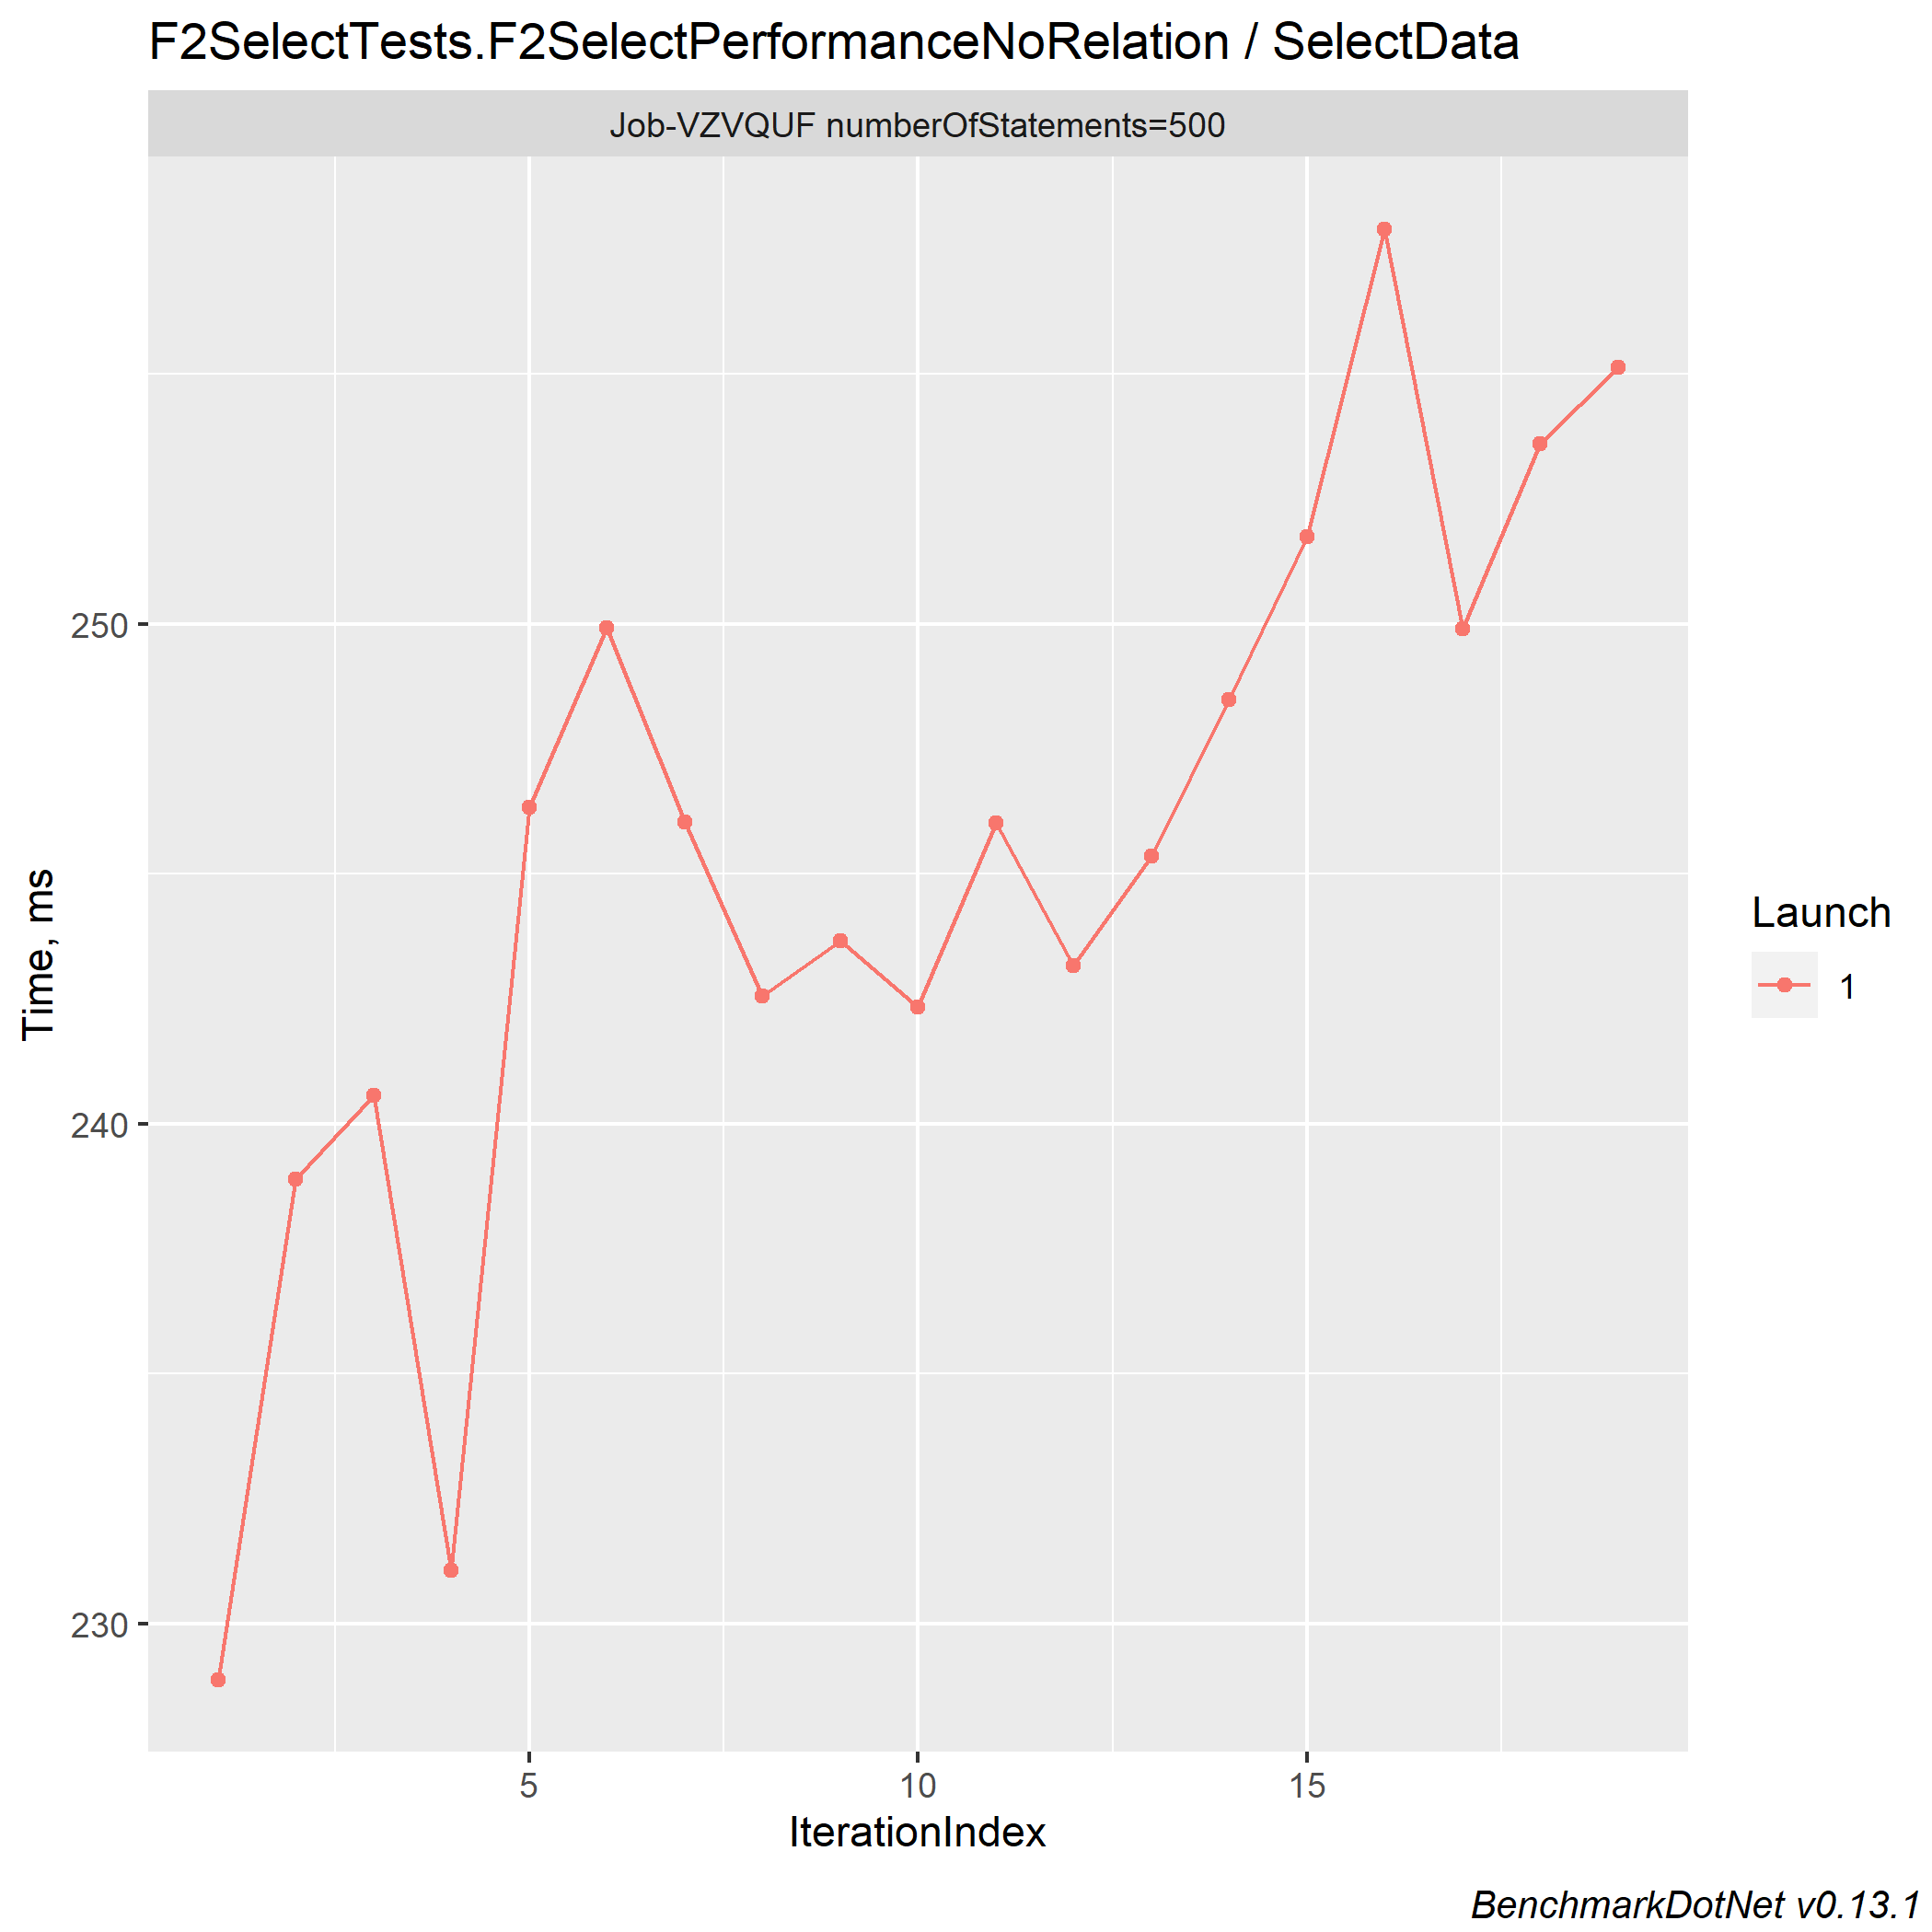 F2SelectTests.F2SelectPerformanceNoRelation / SelectData
Job-VZVQUF numberOfStatements=500
Time, ms
250
240
230
5
10
15
IterationIndex
Launch
1
BenchmarkDotNet v0.13.1